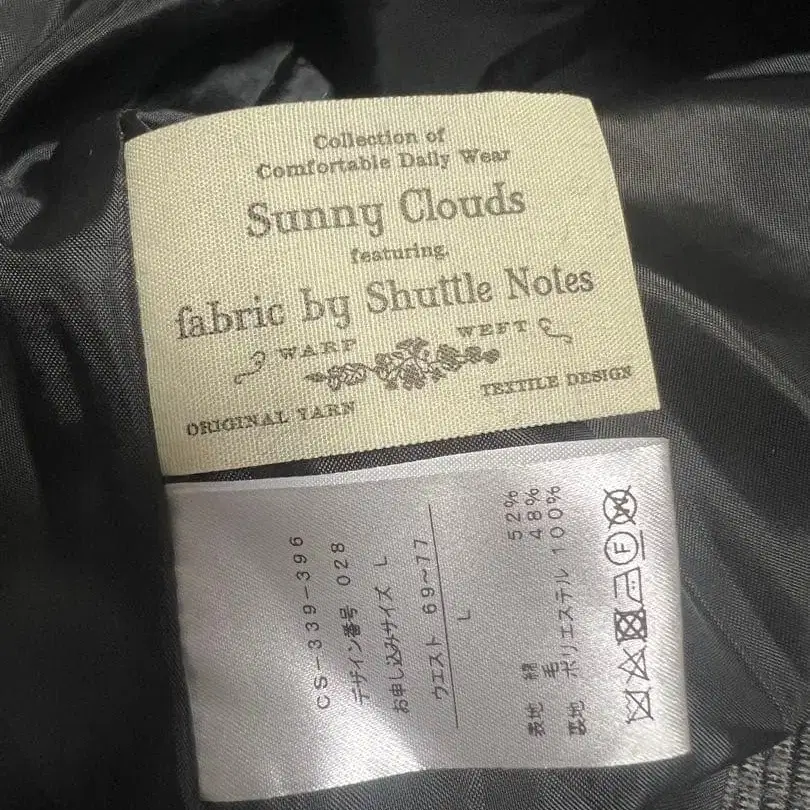 Collection of
Comfortable Daily Wear
Sunny Clouds
featuring.
fabric by Shuttle Notes
WARP WEFT
ORIGINAL YARN TEXTILE DESIGN
CS-339-396
デザイン番号 028
お申し込みサイズ L
ウエスト 69~77
L
表地 綿 52%
毛 48%
裏地 ポリエステル 100%
F
W